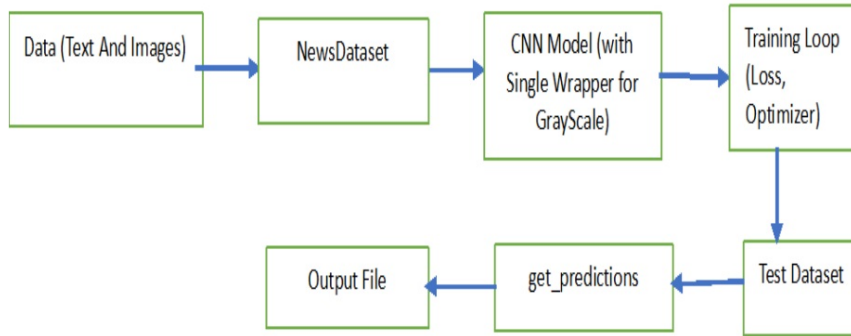 Data (Text And Images)
NewsDataset
CNN Model (with
Single Wrapper for
GrayScale)
Training Loop
(Loss,
Optimizer)
Test Dataset
get_predictions
Output File